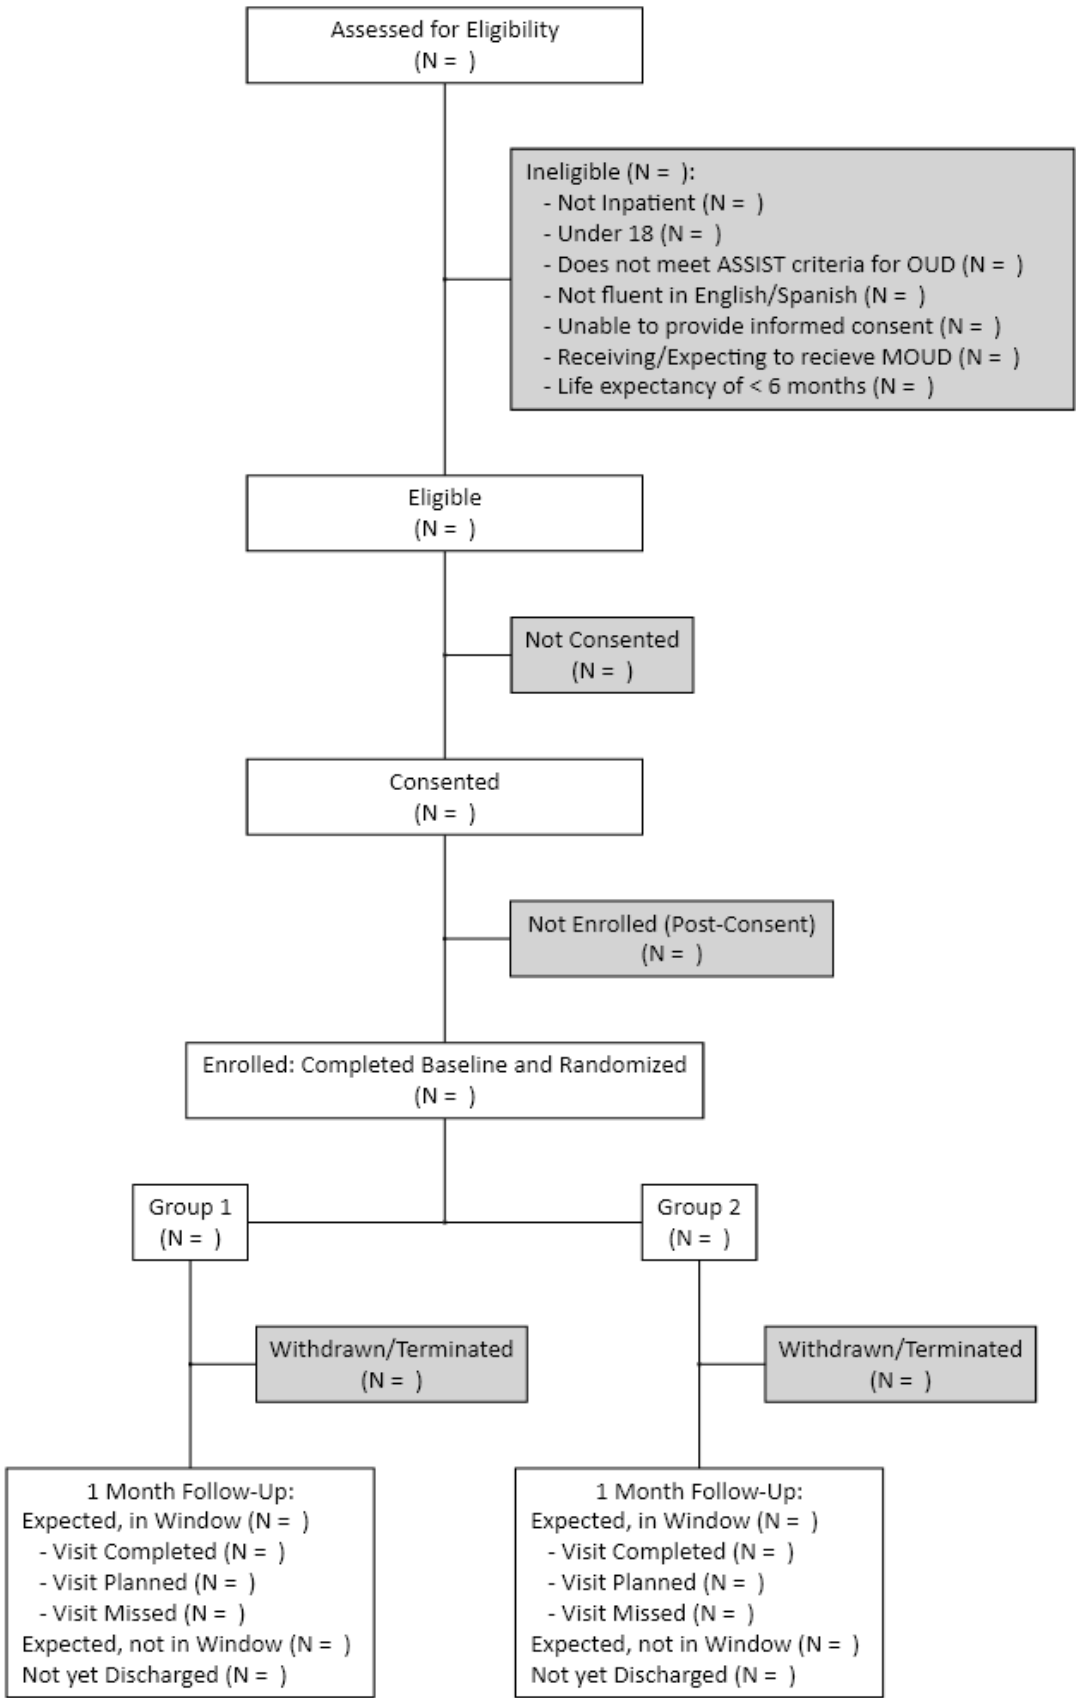 Assessed for Eligibility
(N =  )
Ineligible (N =  ):
- Not Inpatient (N =  )
- Under 18 (N =  )
- Does not meet ASSIST criteria for OUD (N =  )
- Not fluent in English/Spanish (N =  )
- Unable to provide informed consent (N =  )
- Receiving/Expecting to recieve MOUD (N =  )
- Life expectancy of < 6 months (N =  )
Eligible
(N =  )
Not Consented
(N =  )
Consented
(N =  )
Not Enrolled (Post-Consent)
(N =  )
Enrolled: Completed Baseline and Randomized
(N =  )
Group 1
(N =  )
Group 2
(N =  )
Withdrawn/Terminated
(N =  )
Withdrawn/Terminated
(N =  )
1 Month Follow-Up:
Expected, in Window (N =  )
- Visit Completed (N =  )
- Visit Planned (N =  )
- Visit Missed (N =  )
Expected, not in Window (N =  )
Not yet Discharged (N =  )
1 Month Follow-Up:
Expected, in Window (N =  )
- Visit Completed (N =  )
- Visit Planned (N =  )
- Visit Missed (N =  )
Expected, not in Window (N =  )
Not yet Discharged (N =  )